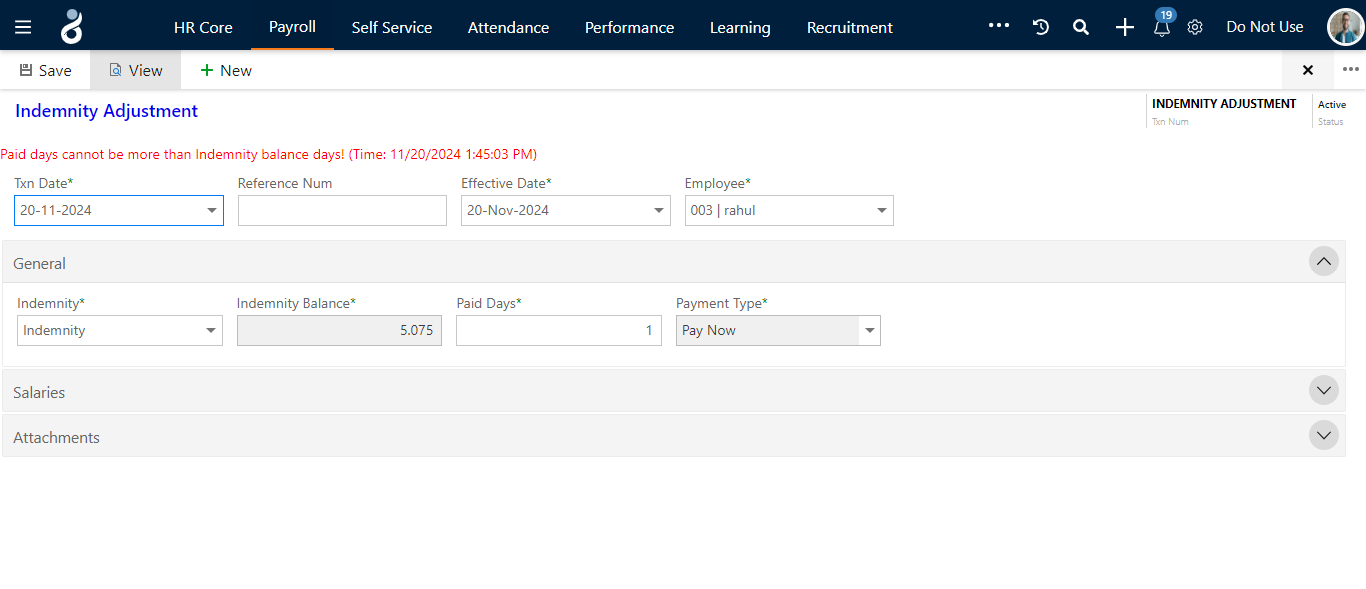 HR Core Payroll Self Service Attendance Performance Learning Recruitment ••• 19 Do Not Use
Save View New •••
Indemnity Adjustment
INDEMNITY ADJUSTMENT Active
Txn Num Status
Paid days cannot be more than Indemnity balance days! (Time: 11/20/2024 1:45:03 PM)
Txn Date* Reference Num Effective Date* Employee*
20-11-2024 20-Nov-2024 003 | rahul
General
Indemnity* Indemnity Balance* Paid Days* Payment Type*
Indemnity 5.075 1 Pay Now
Salaries
Attachments